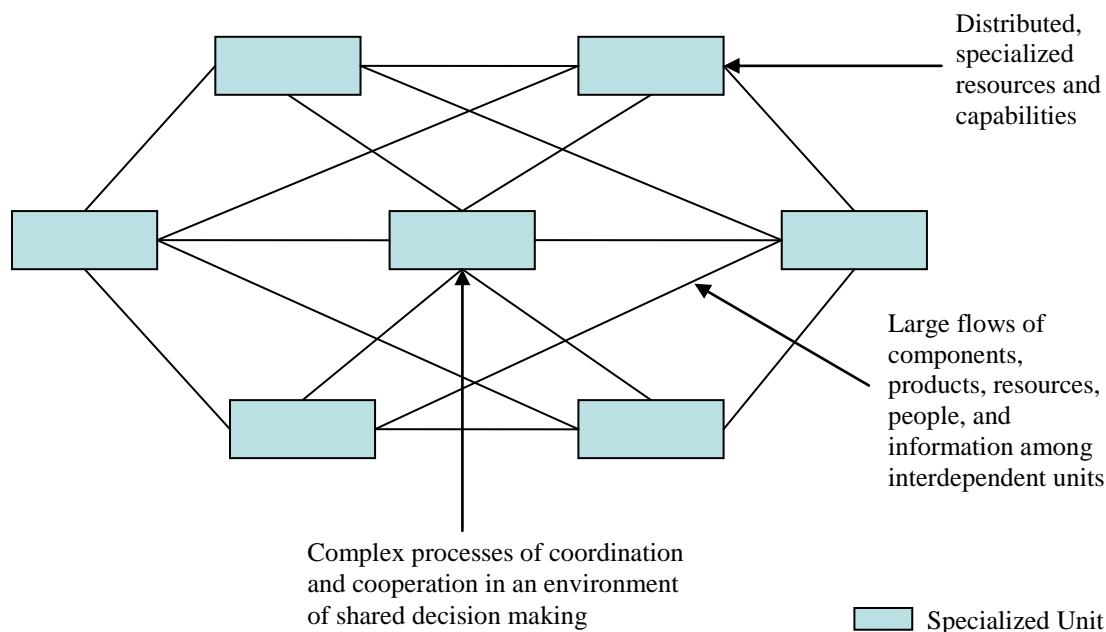 Distributed,
specialized
resources and
capabilities
Large flows of
components,
products, resources,
people, and
information among
interdependent units
Complex processes of coordination
and cooperation in an environment
of shared decision making
Specialized Unit